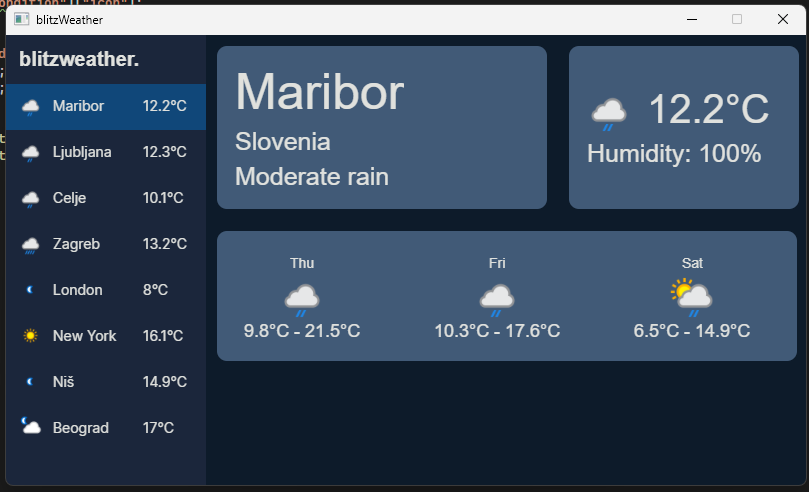 blitzWeather
blitzweather.
Maribor 12.2°C
Ljubljana 12.3°C
Celje 10.1°C
Zagreb 13.2°C
London 8°C
New York 16.1°C
Niš 14.9°C
Beograd 17°C
Maribor
Slovenia
Moderate rain
12.2°C
Humidity: 100%
Thu Fri Sat
9.8°C - 21.5°C 10.3°C - 17.6°C 6.5°C - 14.9°C